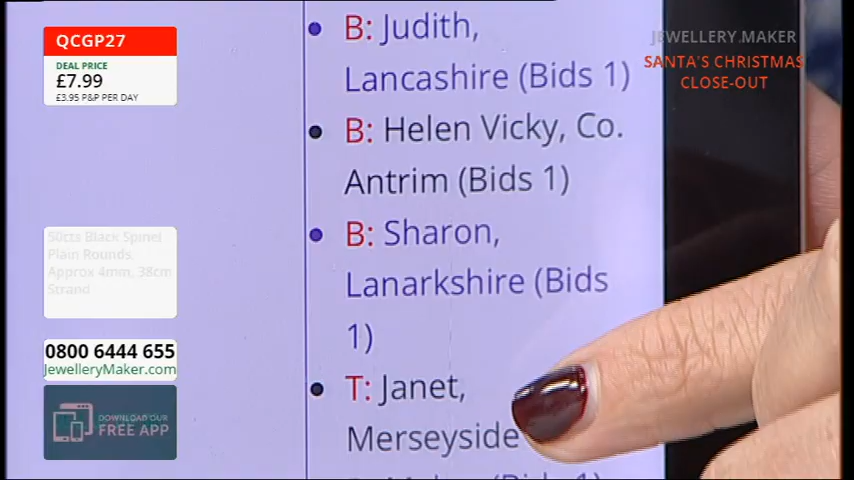 QCGP27
DEAL PRICE
£7.99
£3.95 P&P PER DAY
50cts Black Spinel
Plain Rounds
Approx 4mm, 38cm
Strand
0800 6444 655
JewelleryMaker.com
DOWNLOAD OUR
FREE APP
B: Judith,
Lancashire (Bids 1)
B: Helen Vicky, Co.
Antrim (Bids 1)
B: Sharon,
Lanarkshire (Bids
1)
T: Janet,
Merseyside
JEWELLERY MAKER
SANTA'S CHRISTMAS
CLOSE-OUT